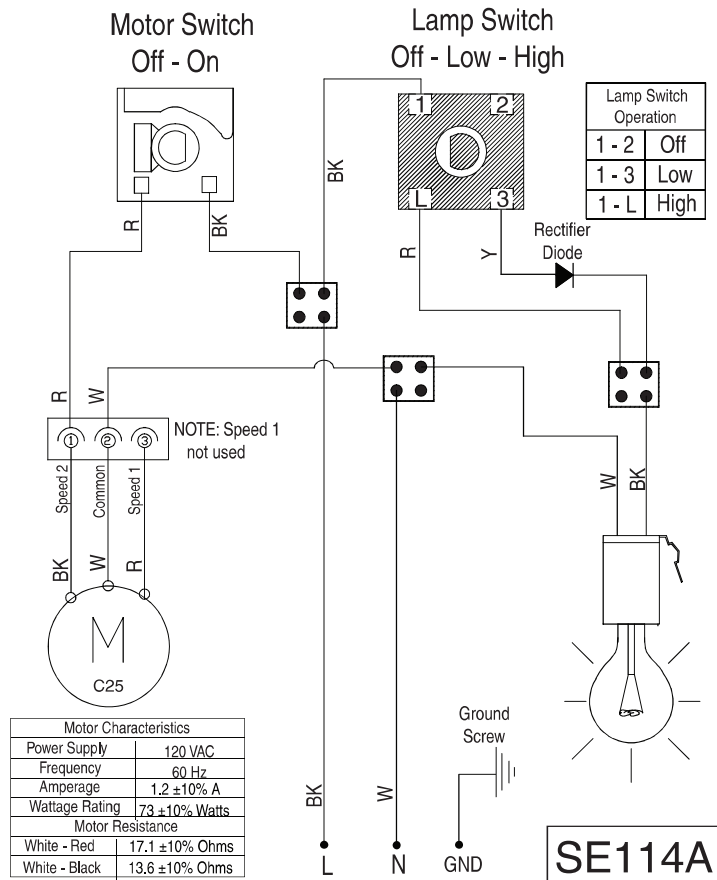 Motor Switch
Off - On
Lamp Switch
Off - Low - High
1
2
L
3
Lamp Switch
Operation
1 - 2 Off
1 - 3 Low
1 - L High
BK
R
BK
R
Y
Rectifier
Diode
R
W
NOTE: Speed 1
not used
1
2
3
Speed 2
Common
Speed 1
BK
W
R
W
BK
M
C25
Motor Characteristics
Power Supply 120 VAC
Frequency 60 Hz
Amperage 1.2 ±10% A
Wattage Rating 73 ±10% Watts
Motor Resistance
White - Red 17.1 ±10% Ohms
White - Black 13.6 ±10% Ohms
Ground
Screw
BK
W
L
N
GND
SE114A